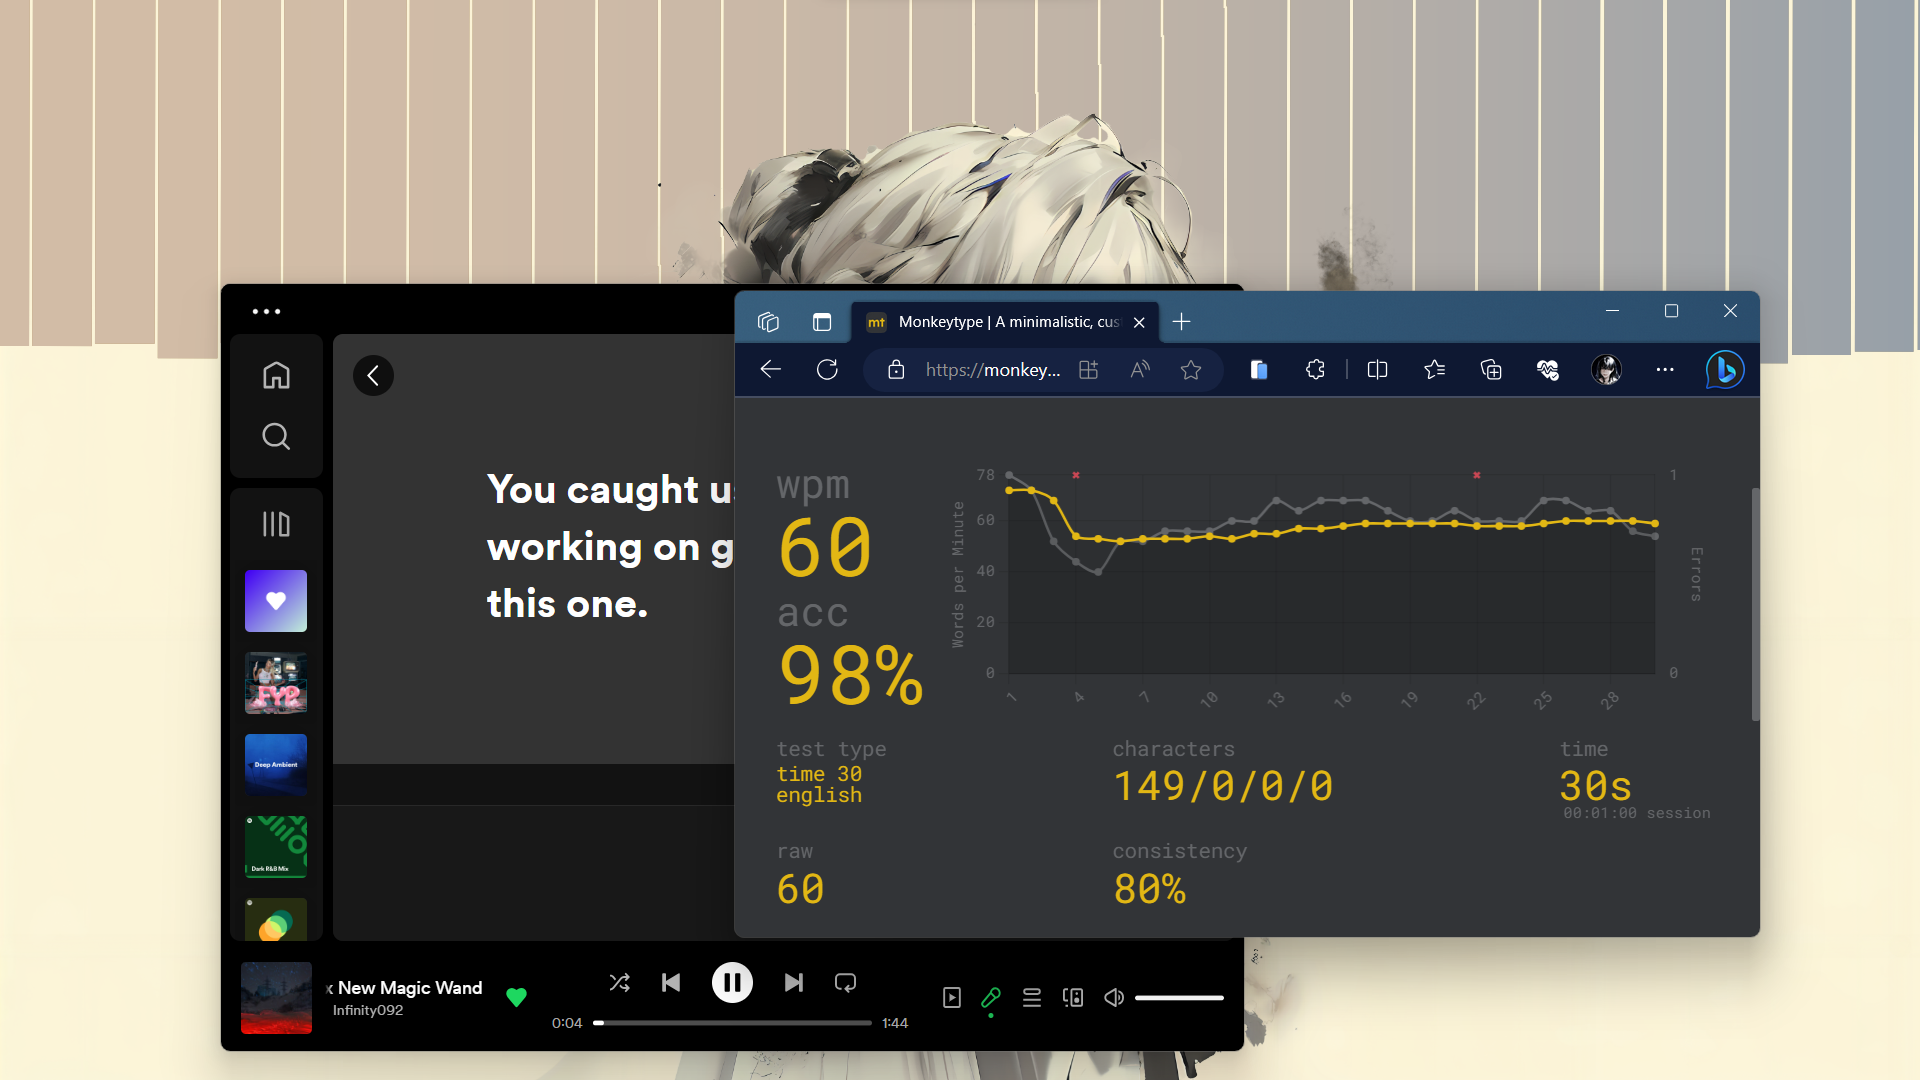 You caught us
working on g
this one.
FYP
Deep Ambient
Dark R&B Mix
x New Magic Wand
Infinity092
0:04
1:44
mt Monkeytype | A minimalistic, cus
https://monkey...
wpm
60
acc
98%
78
60
40
20
0
Words per Minute
1 4 7 10 13 16 19 22 25 28
1
0
Errors
test type
time 30
english
characters
149/0/0/0
time
30s
00:01:00 session
raw
60
consistency
80%